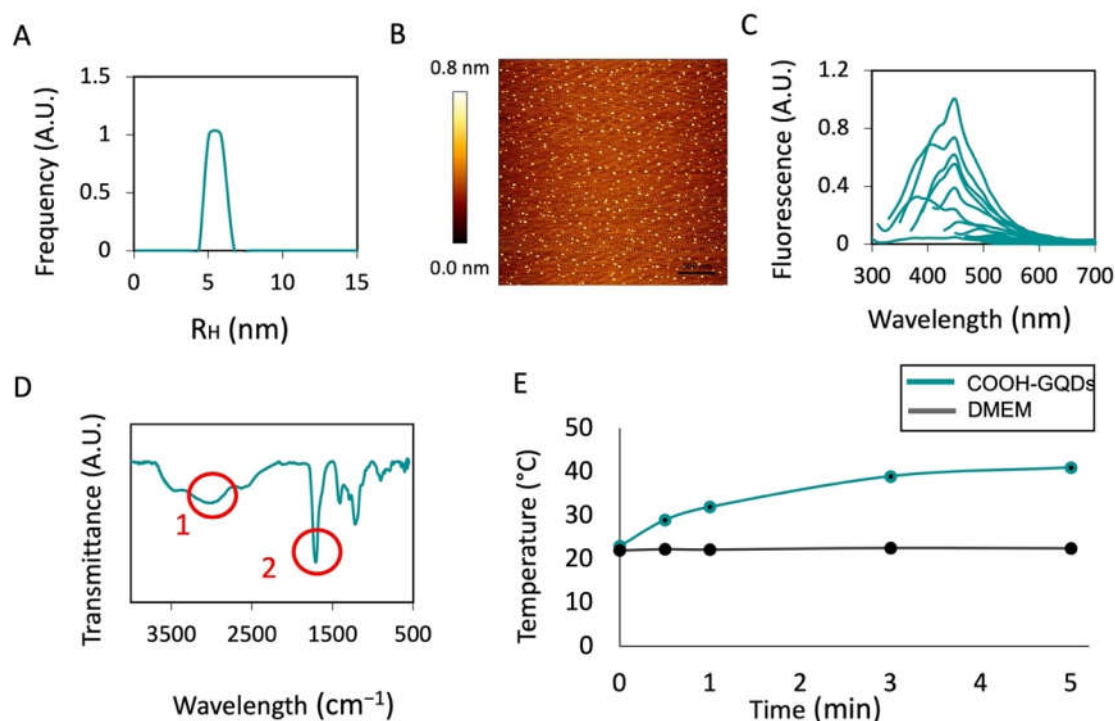 A
Frequency (A.U.)
1.5
1
0.5
0
0
5
10
15
RH (nm)
B
0.8 nm
0.0 nm
C
Fluorescence (A.U.)
1.2
0.8
0.4
0
300 400 500 600 700
Wavelength (nm)
D
Transmittance (A.U.)
1
2
3500 2500 1500 500
Wavelength (cm⁻¹)
E
COOH-GQDs
DMEM
Temperature (°C)
50
40
30
20
10
0
0 1 2 3 4 5
Time (min)